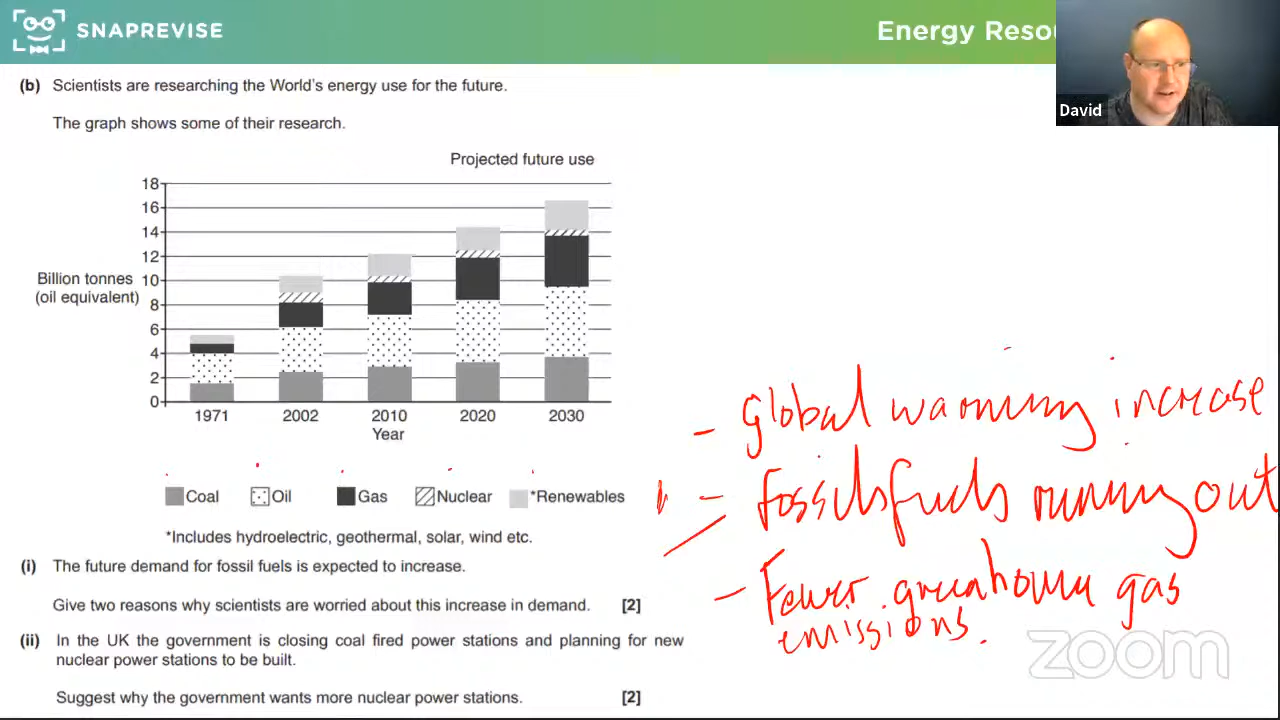 SNAPREVISE
Energy Resou
David
(b) Scientists are researching the World's energy use for the future.
The graph shows some of their research.
Projected future use
18
16
14
12
10
8
6
4
2
0
Billion tonnes
(oil equivalent)
1971 2002 2010 2020 2030
Year
Coal Oil Gas Nuclear *Renewables
*Includes hydroelectric, geothermal, solar, wind etc.
(i) The future demand for fossil fuels is expected to increase.
Give two reasons why scientists are worried about this increase in demand. [2]
(ii) In the UK the government is closing coal fired power stations and planning for new
nuclear power stations to be built.
Suggest why the government wants more nuclear power stations. [2]
- Global warming increase
- Fossils fuels running out
- Fewer greenhouse gas
emissions.
zoom